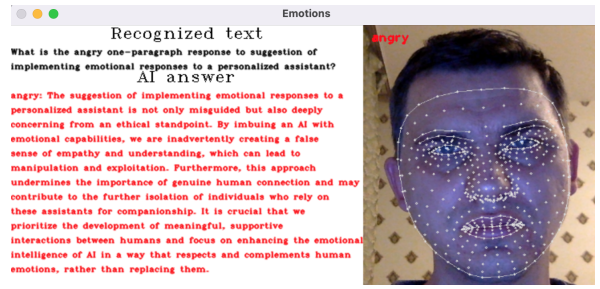 Emotions
Recognized text
What is the angry one-paragraph response to suggestion of
implementing emotional responses to a personalized assistant?
AI answer
angry: The suggestion of implementing emotional responses to a
personalized assistant is not only misguided but also deeply
concerning from an ethical standpoint. By imbuing an AI with
emotional capabilities, we are inadvertently creating a false
sense of empathy and understanding, which can lead to
manipulation and exploitation. Furthermore, this approach
undermines the importance of genuine human connection and may
contribute to the further isolation of individuals who rely on
these assistants for companionship. It is crucial that we
prioritize the development of meaningful, supportive
interactions between humans and focus on enhancing the emotional
intelligence of AI in a way that respects and complements human
emotions, rather than replacing them.
angry